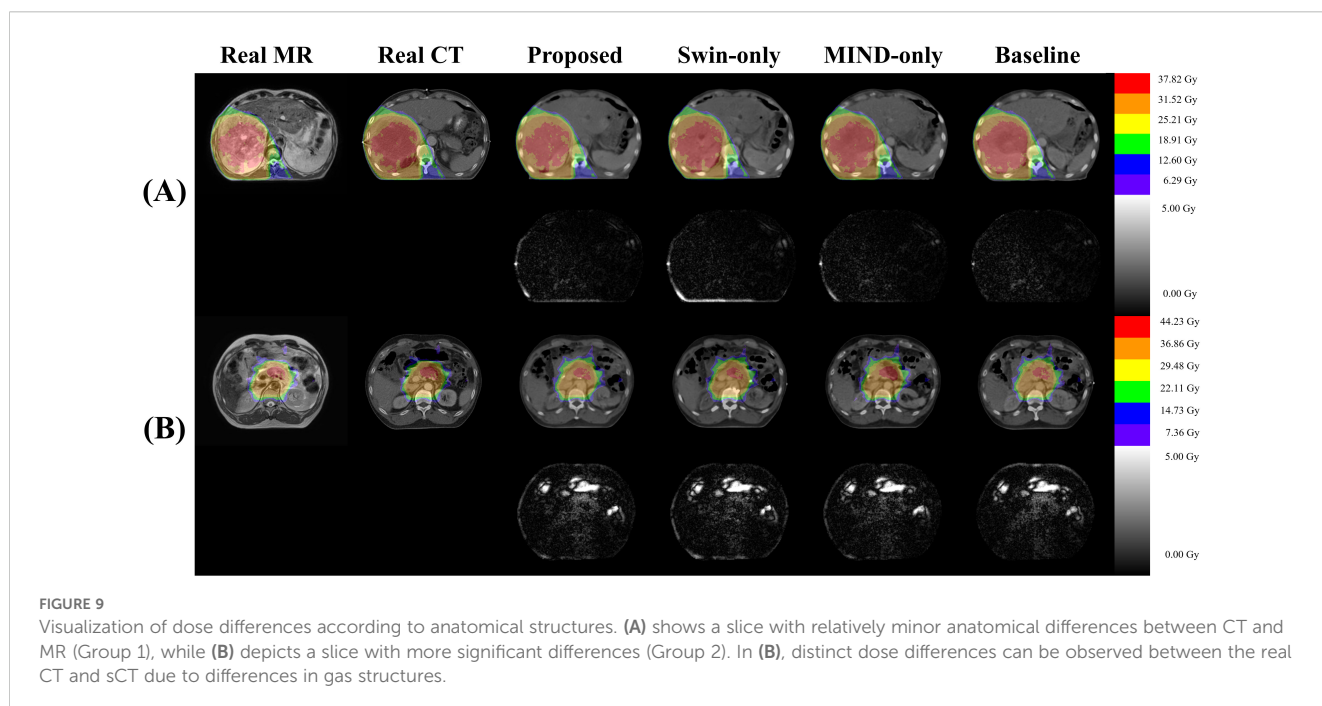 Real MR Real CT Proposed Swin-only MIND-only Baseline
(A)
37.82 Gy
31.52 Gy
25.21 Gy
18.91 Gy
12.60 Gy
6.29 Gy
5.00 Gy
0.00 Gy
(B)
44.23 Gy
36.86 Gy
29.48 Gy
22.11 Gy
14.73 Gy
7.36 Gy
5.00 Gy
0.00 Gy
FIGURE 9
Visualization of dose differences according to anatomical structures. (A) shows a slice with relatively minor anatomical differences between CT and
MR (Group 1), while (B) depicts a slice with more significant differences (Group 2). In (B), distinct dose differences can be observed between the real
CT and sCT due to differences in gas structures.